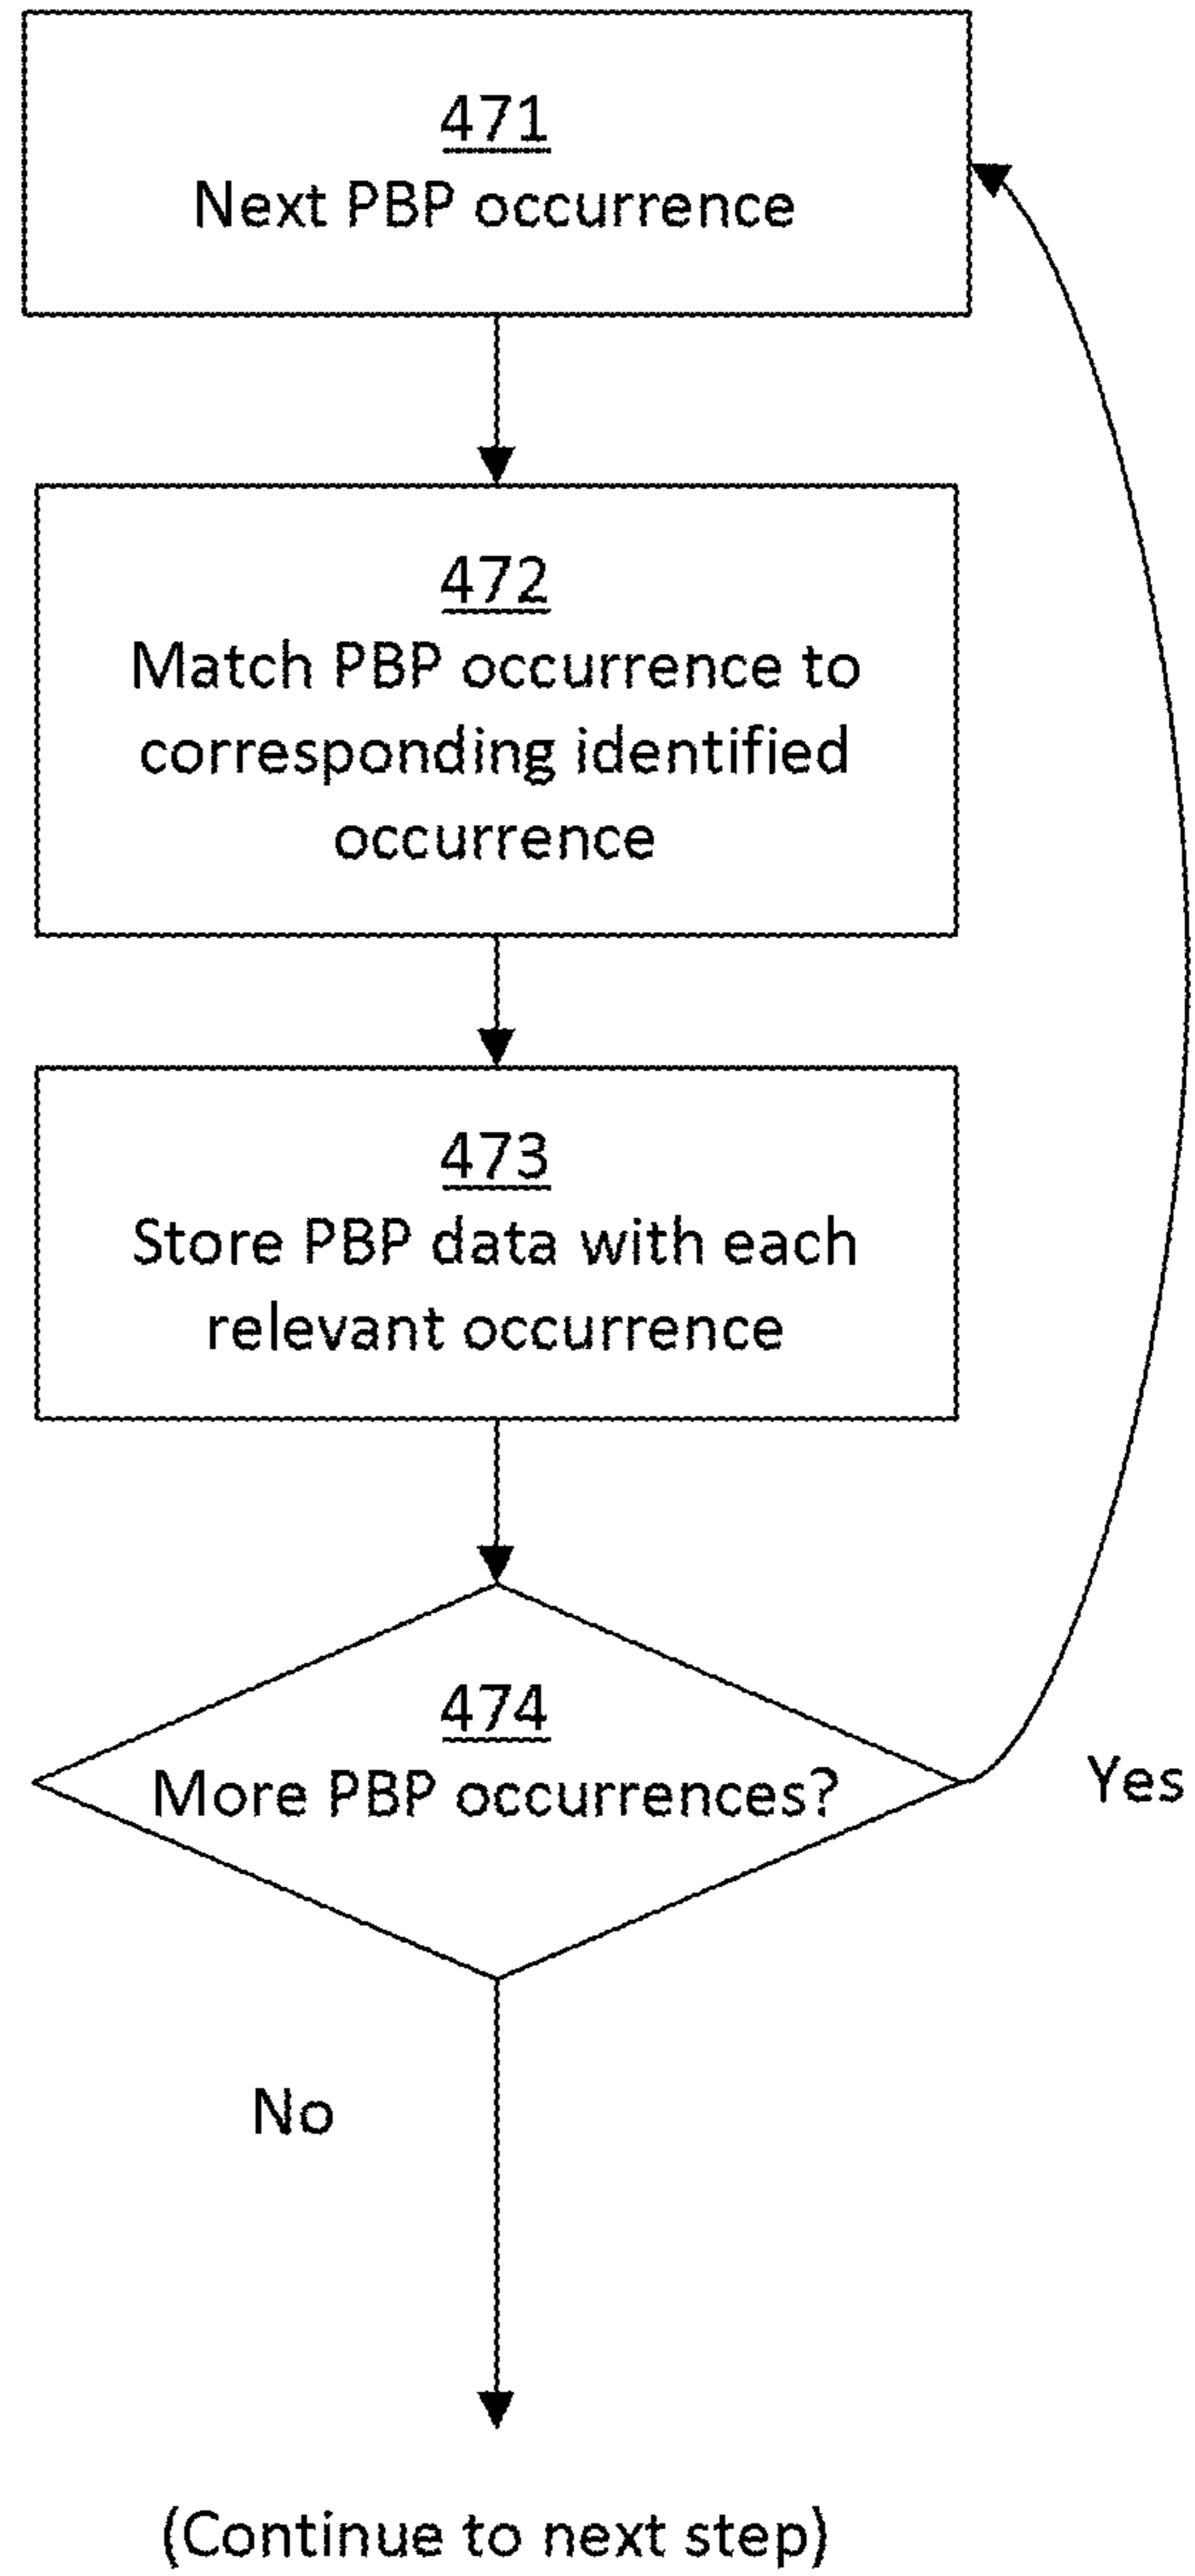 471
Next PBP occurrence
472
Match PBP occurrence to
corresponding identified
occurrence
473
Store PBP data with each
relevant occurrence
474
More PBP occurrences?
Yes
No
(Continue to next step)